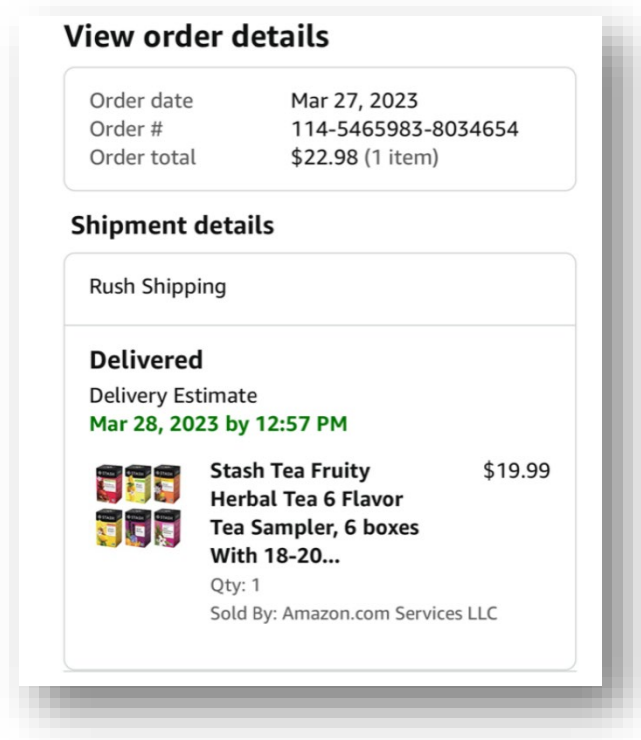 View order details
Order date Mar 27, 2023
Order # 114-5465983-8034654
Order total $22.98 (1 item)
Shipment details
Rush Shipping
Delivered
Delivery Estimate
Mar 28, 2023 by 12:57 PM
Stash Tea Fruity $19.99
Herbal Tea 6 Flavor
Tea Sampler, 6 boxes
With 18-20...
Qty: 1
Sold By: Amazon.com Services LLC